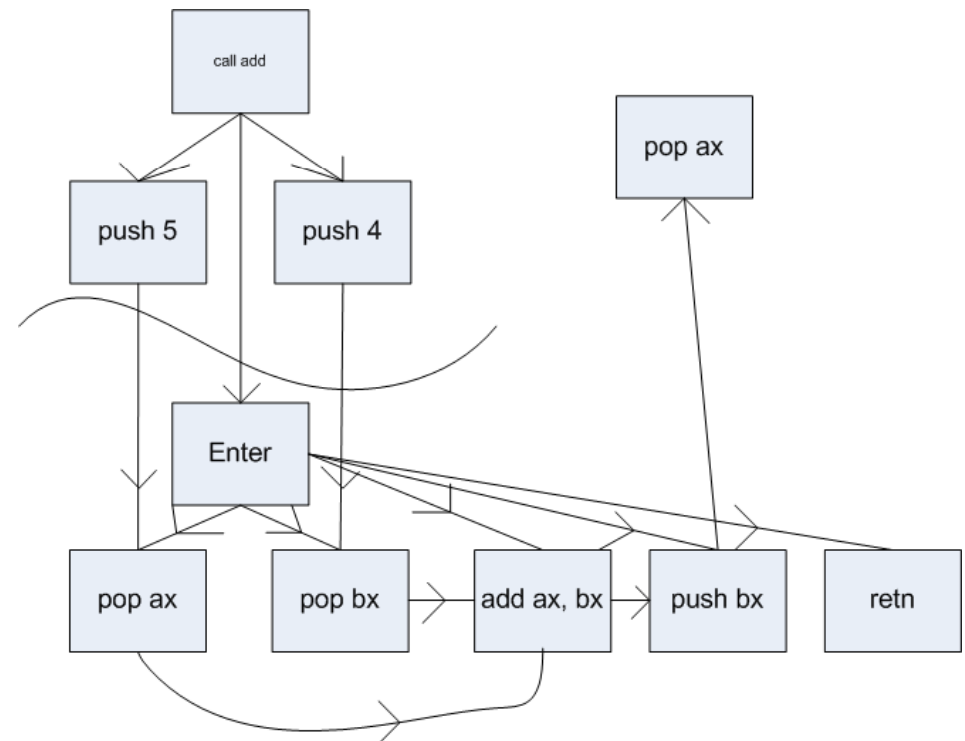 call add
pop ax
push 5
push 4
Enter
pop ax
pop bx
add ax, bx
push bx
retn